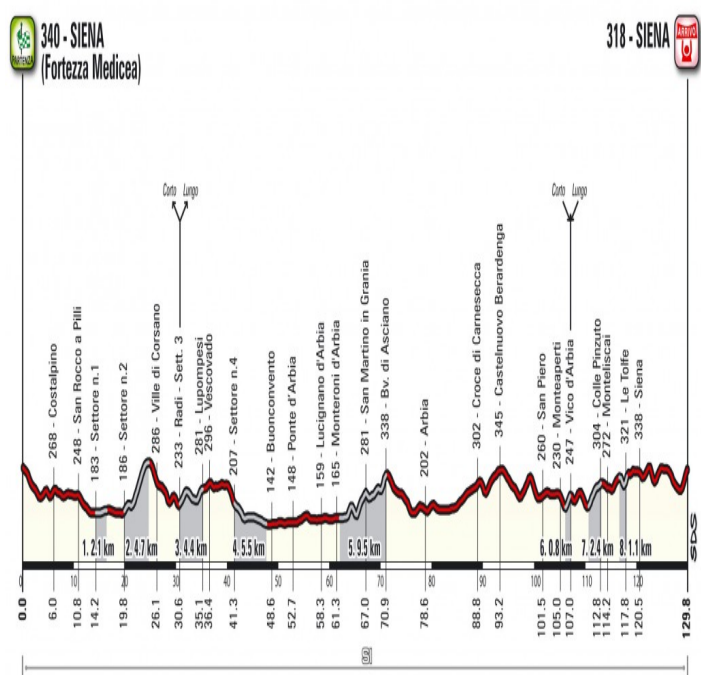 340 - SIENA
(Fortezza Medicea)
PARTENZA
318 - SIENA
ARRIVO
Corto Lungo
Corto Lungo
268 - Costalpino
248 - San Rocco a Pilli
183 - Settore n.1
186 - Settore n.2
286 - Ville di Corsano
233 - Radi - Sett. 3
281 - Lupompesi
296 - Vescovado
207 - Settore n.4
142 - Buonconvento
148 - Ponte d'Arbia
159 - Lucignano d'Arbia
165 - Monteroni d'Arbia
281 - San Martino in Grania
338 - Bv. di Asciano
202 - Arbia
302 - Croce di Carnesecca
345 - Castelnuovo Berardenga
260 - San Piero
230 - Monteaperti
247 - Vico d'Arbia
304 - Colle Pinzuto
272 - Monteliscai
321 - Le Tolfe
338 - Siena
1. 2.1 km
2. 4.7 km
3. 4.4 km
4. 5.5 km
5. 9.5 km
6. 0.8 km
7. 2.4 km
8. 1.1 km
SDS
0 10 20 30 40 50 60 70 80 90 100 110 120
0.0
6.0
10.8
14.2
19.8
26.1
30.6
35.1
36.4
41.3
48.6
52.7
58.3
61.3
67.0
70.9
78.6
88.8
93.2
101.5
105.0
107.0
112.8
114.2
117.8
120.5
129.8